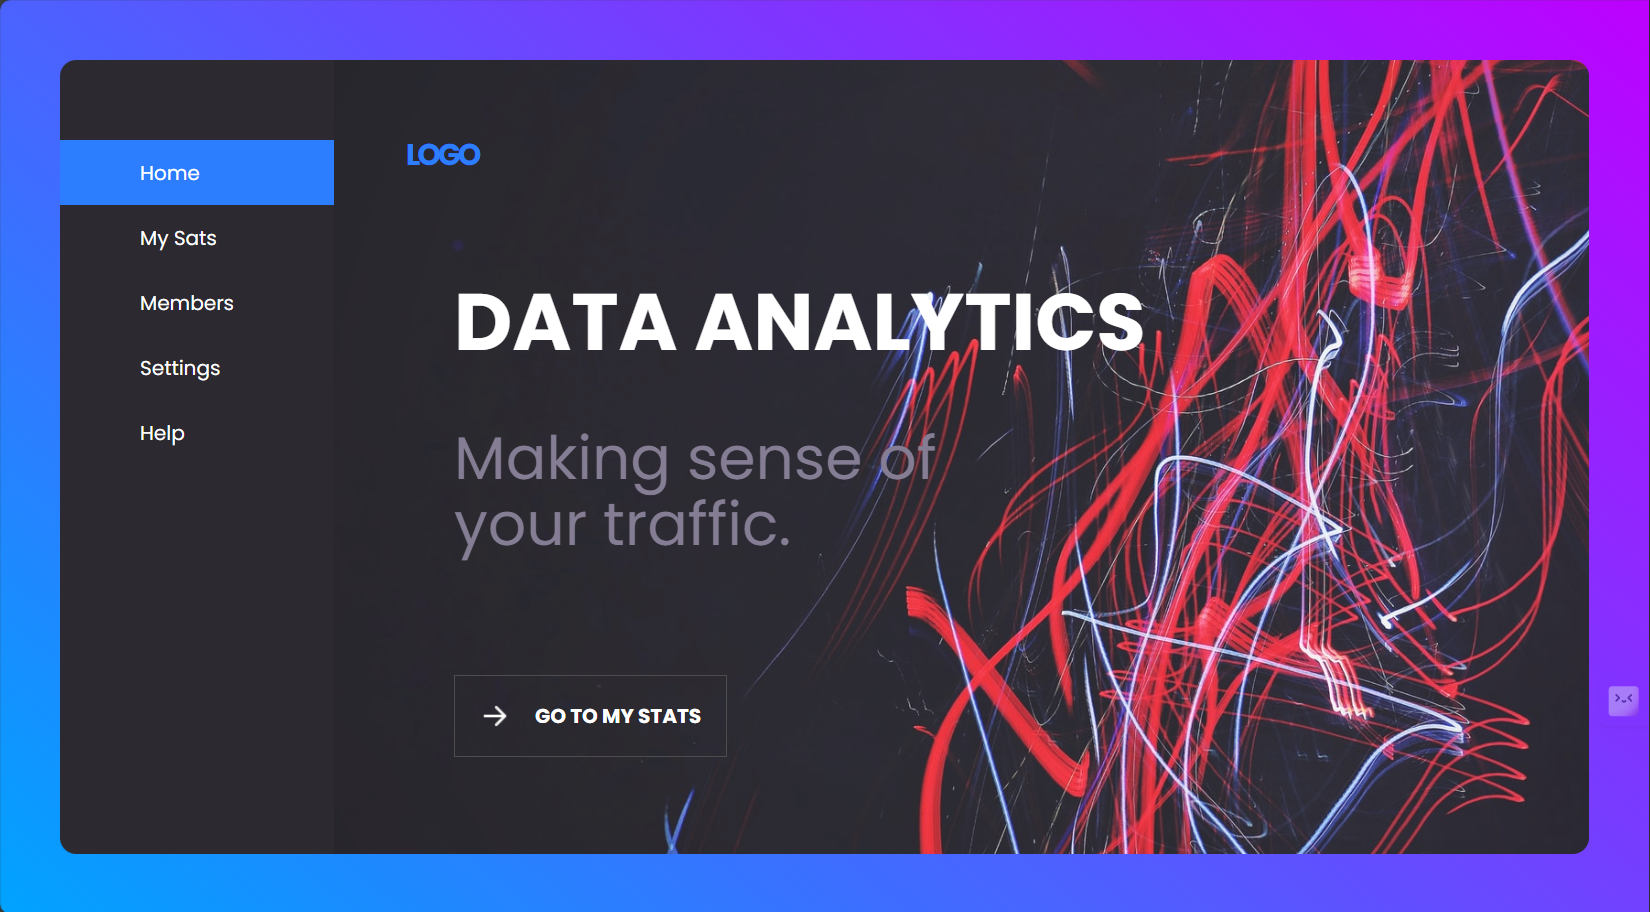 Home
My Sats
Members
Settings
Help
LOGO
DATA ANALYTICS
Making sense of
your traffic.
GO TO MY STATS